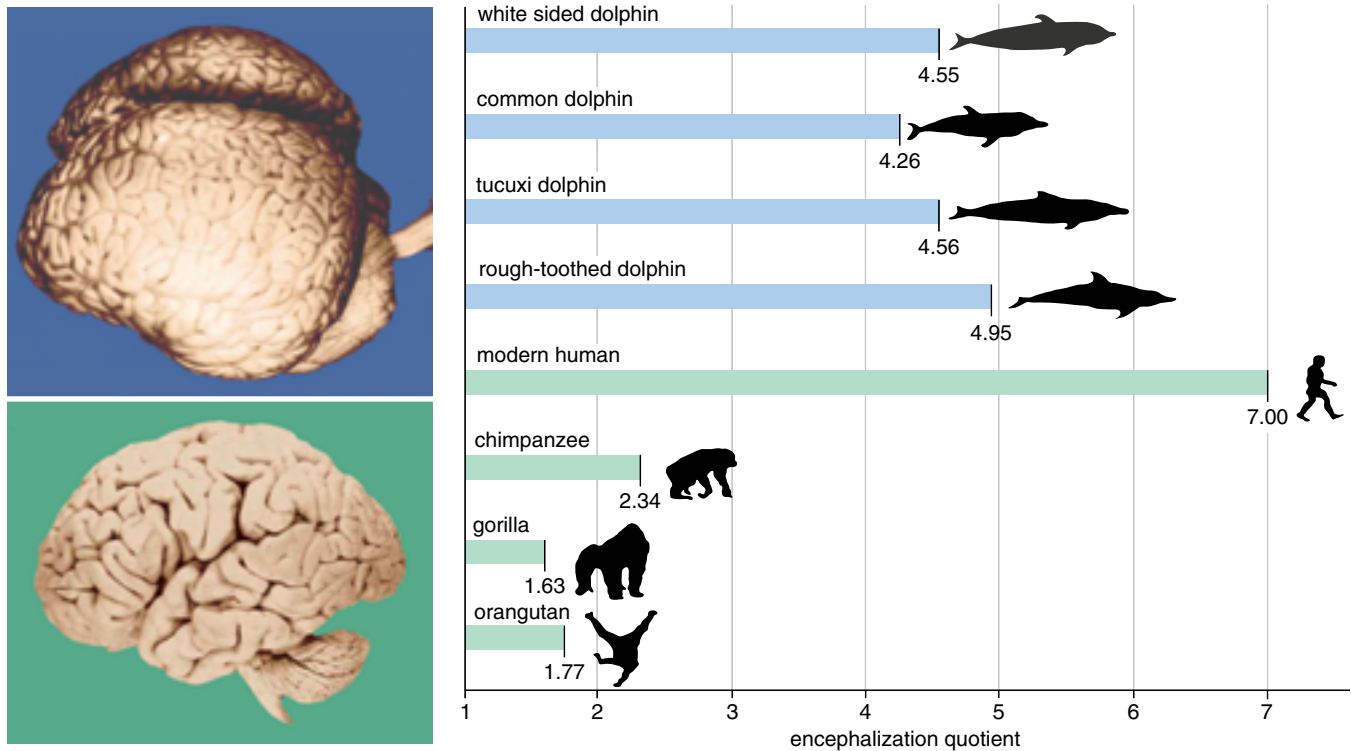 white sided dolphin
4.55
common dolphin
4.26
tucuxi dolphin
4.56
rough-toothed dolphin
4.95
modern human
7.00
chimpanzee
2.34
gorilla
1.63
orangutan
1.77
1 2 3 4 5 6 7
encephalization quotient